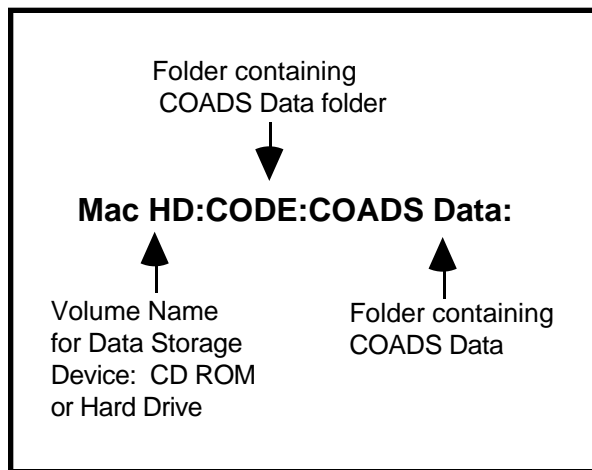 Folder containing
COADS Data folder
Mac HD:CODE:COADS Data:
Volume Name
for Data Storage
Device:  CD ROM
or Hard Drive
Folder containing
COADS Data